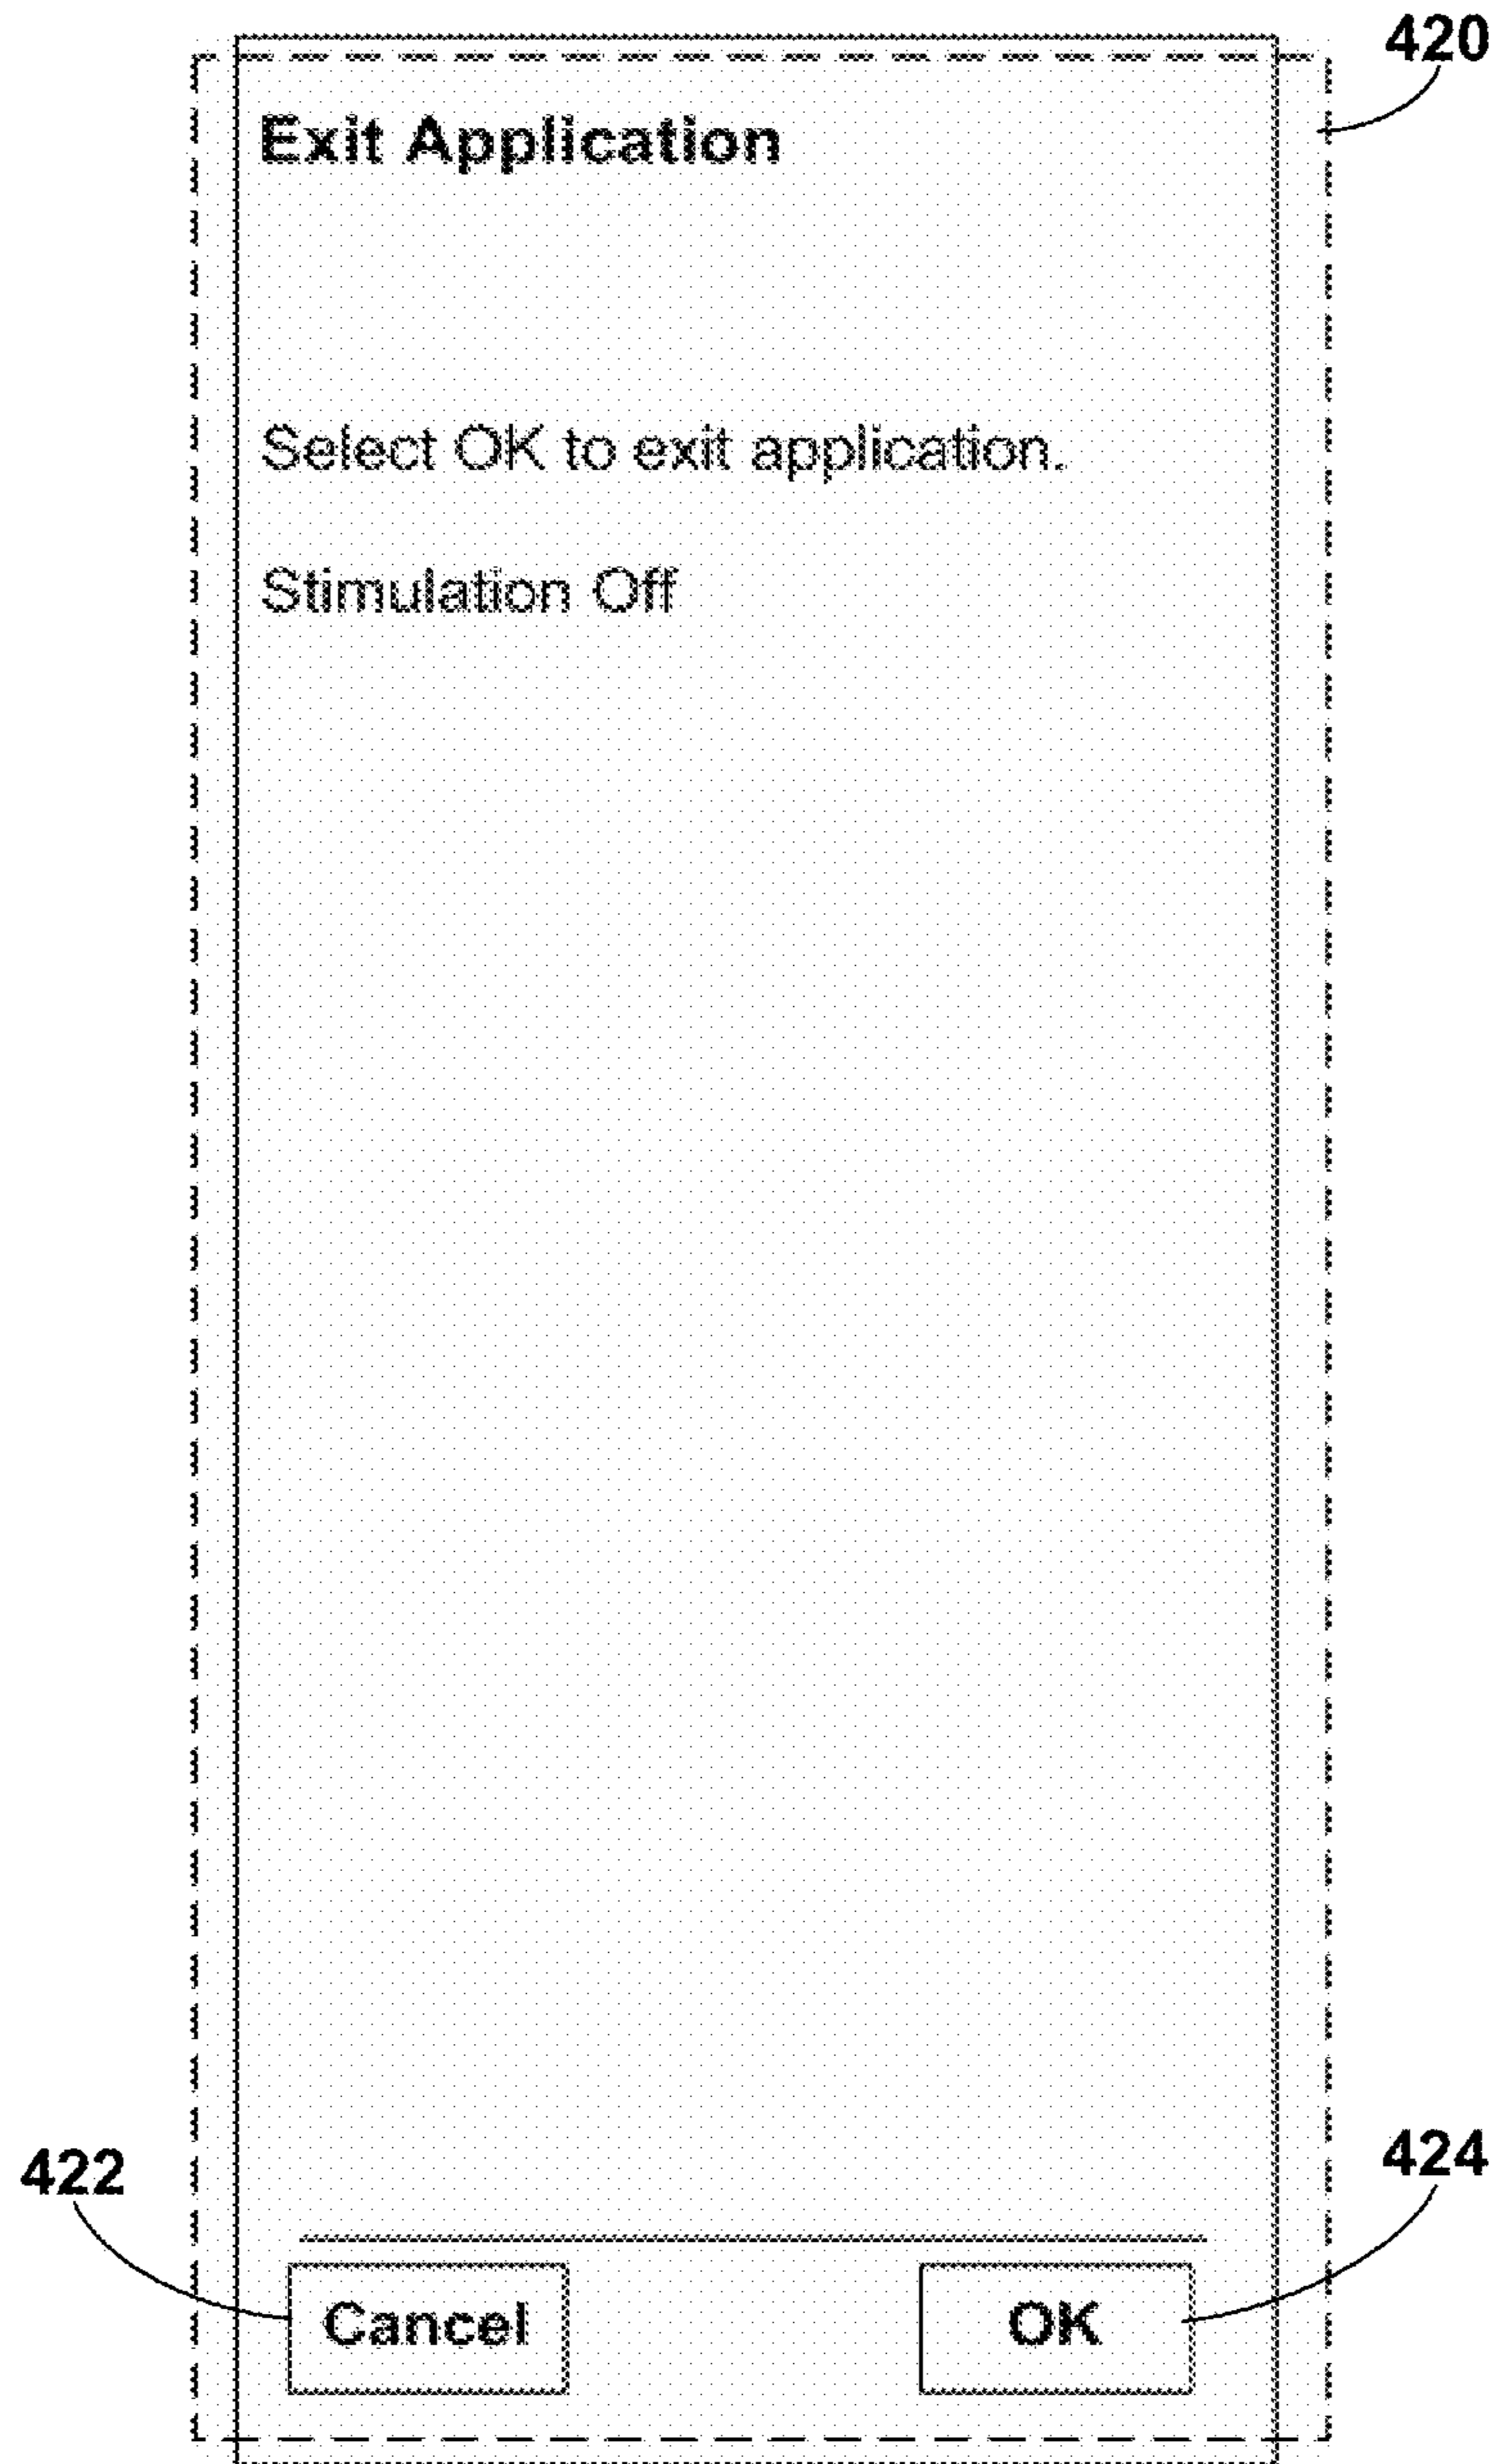 420
Exit Application
Select OK to exit application.
Stimulation Off
422
424
Cancel
OK